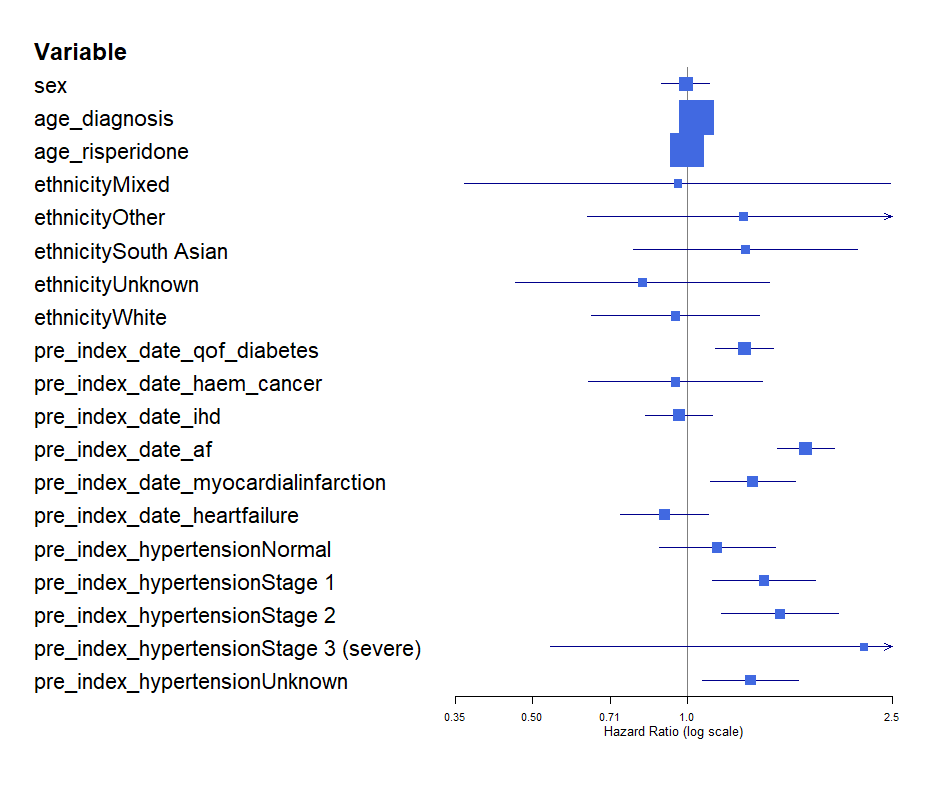 Variable
sex
age_diagnosis
age_risperidone
ethnicityMixed
ethnicityOther
ethnicitySouth Asian
ethnicityUnknown
ethnicityWhite
pre_index_date_qof_diabetes
pre_index_date_haem_cancer
pre_index_date_ihd
pre_index_date_af
pre_index_date_myocardialinfarction
pre_index_date_heartfailure
pre_index_hypertensionNormal
pre_index_hypertensionStage 1
pre_index_hypertensionStage 2
pre_index_hypertensionStage 3 (severe)
pre_index_hypertensionUnknown
0.35 0.50 0.71 1.0 2.5
Hazard Ratio (log scale)